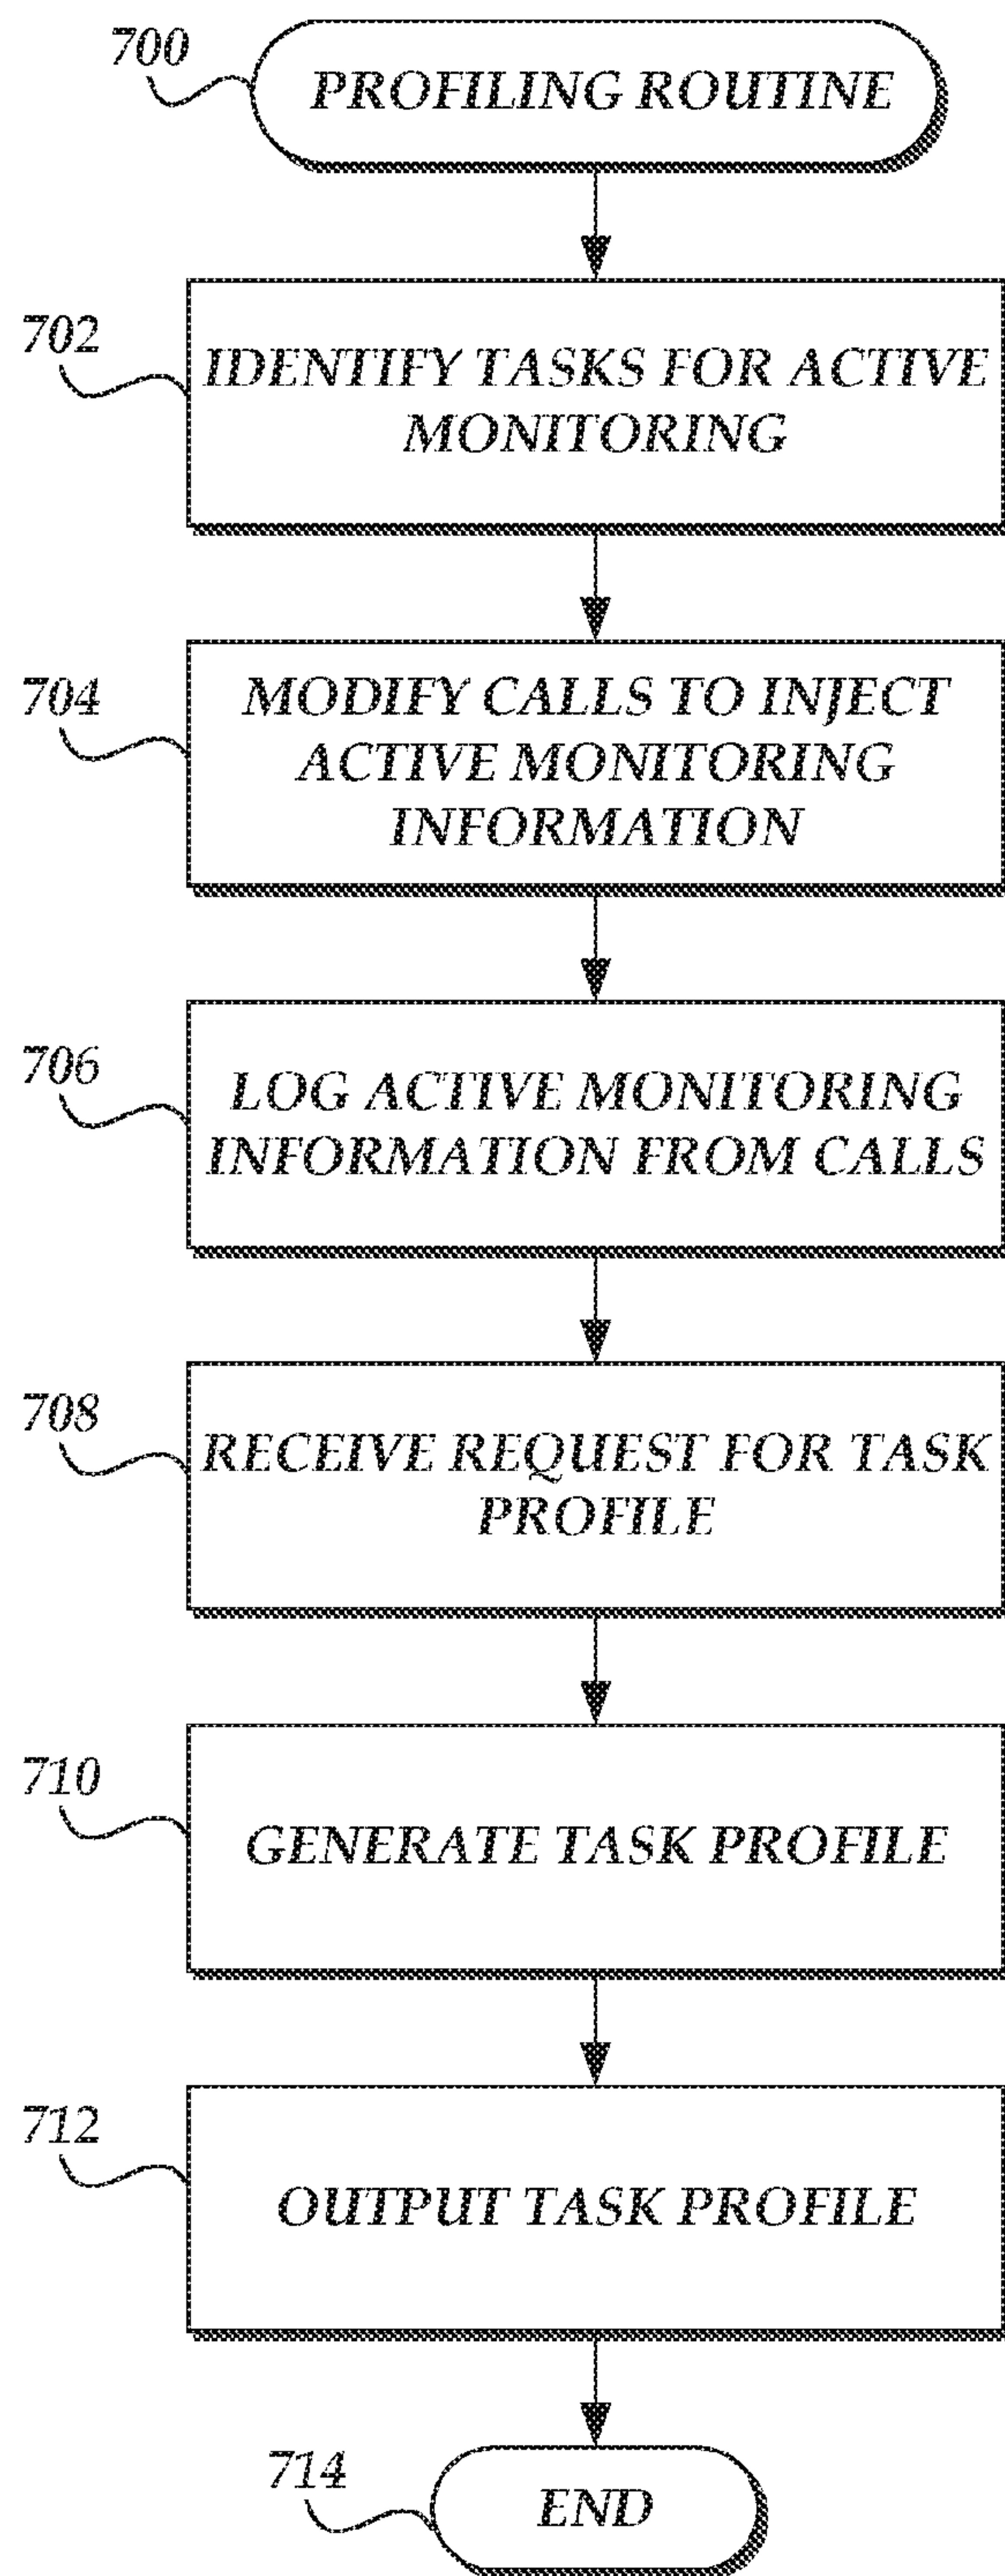 700
PROFILING ROUTINE
702
IDENTIFY TASKS FOR ACTIVE
MONITORING
704
MODIFY CALLS TO INJECT
ACTIVE MONITORING
INFORMATION
706
LOG ACTIVE MONITORING
INFORMATION FROM CALLS
708
RECEIVE REQUEST FOR TASK
PROFILE
710
GENERATE TASK PROFILE
712
OUTPUT TASK PROFILE
714
END